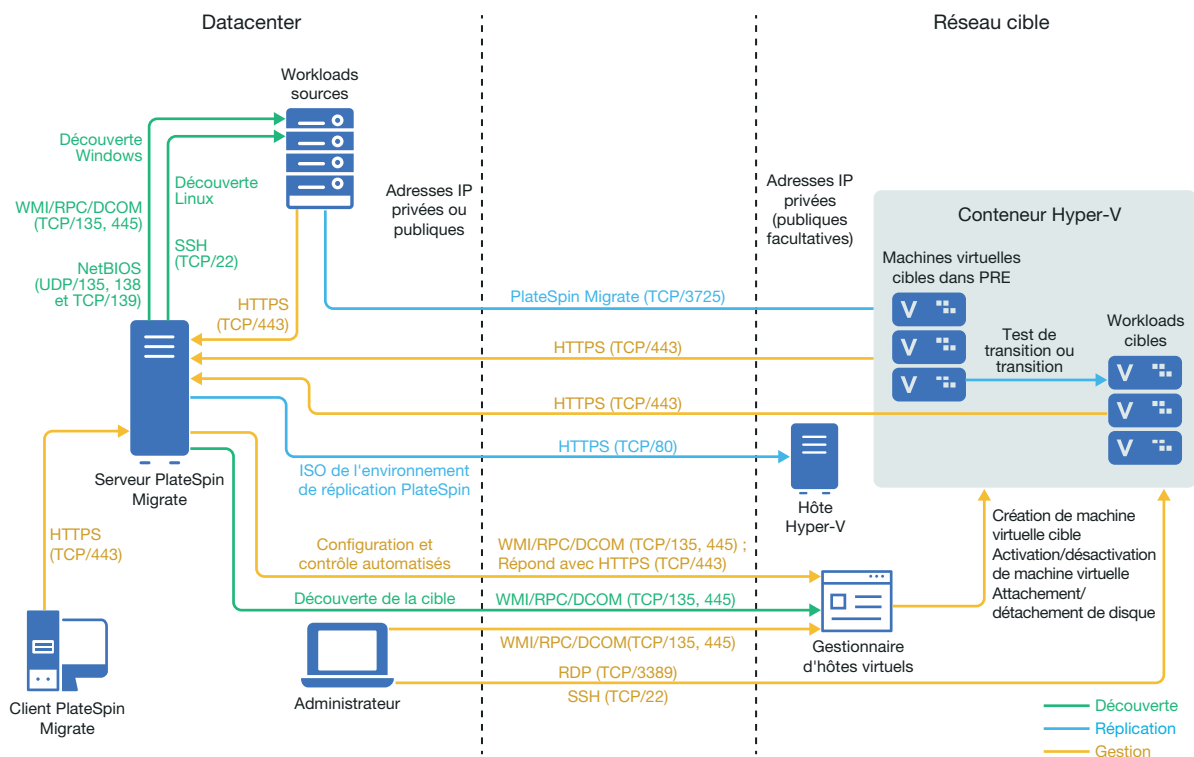 Datacenter
Réseau cible
Workloads
sources
Découverte
Windows
Découverte
Linux
WMI/RPC/DCOM
(TCP/135, 445)
SSH
(TCP/22)
NetBIOS
(UDP/135, 138
et TCP/139)
HTTPS
(TCP/443)
Adresses IP
privées ou
publiques
Adresses IP
privées
(publiques
facultatives)
Conteneur Hyper-V
Machines virtuelles
cibles dans PRE
PlateSpin Migrate (TCP/3725)
V
V
V
Test de
transition ou
transition
Workloads
cibles
V
V
V
HTTPS (TCP/443)
HTTPS (TCP/443)
HTTPS (TCP/80)
ISO de l'environnement
de réplication PlateSpin
Serveur PlateSpin
Migrate
Hôte
Hyper-V
HTTPS
(TCP/443)
Configuration et
contrôle automatisés
WMI/RPC/DCOM (TCP/135, 445) ;
Répond avec HTTPS (TCP/443)
Création de machine
virtuelle cible
Activation/désactivation
de machine virtuelle
Attachement/
détachement de disque
Découverte de la cible
WMI/RPC/DCOM (TCP/135, 445)
WMI/RPC/DCOM(TCP/135, 445)
Gestionnaire
d'hôtes virtuels
RDP (TCP/3389)
SSH (TCP/22)
Administrateur
Client PlateSpin
Migrate
Découverte
Réplication
Gestion